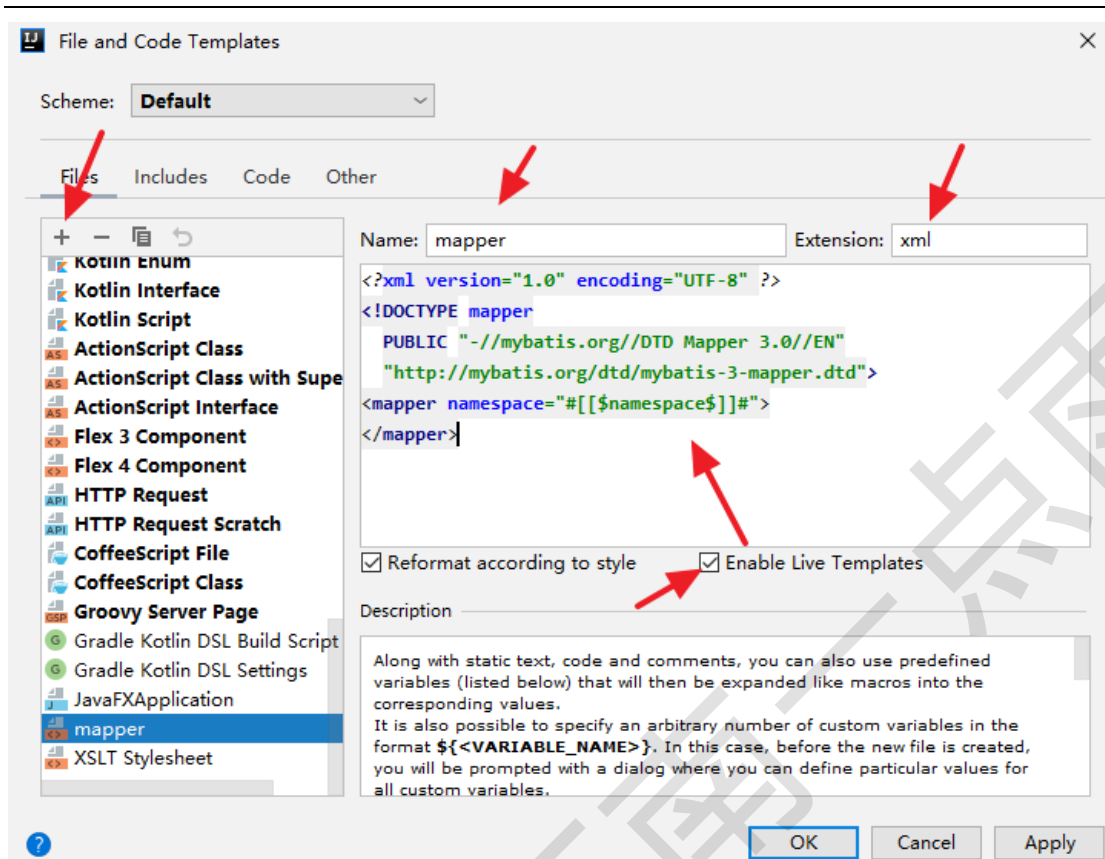 File and Code Templates
Scheme: Default
Files Includes Code Other
Name: mapper Extension: xml
Kotlin Enum
Kotlin Interface
Kotlin Script
ActionScript Class
ActionScript Class with Supe
ActionScript Interface
Flex 3 Component
Flex 4 Component
HTTP Request
HTTP Request Scratch
CoffeeScript File
CoffeeScript Class
Groovy Server Page
Gradle Kotlin DSL Build Script
Gradle Kotlin DSL Settings
JavaFXApplication
mapper
XSLT Stylesheet
<?xml version="1.0" encoding="UTF-8" ?>
<!DOCTYPE mapper
PUBLIC "-//mybatis.org//DTD Mapper 3.0//EN"
"http://mybatis.org/dtd/mybatis-3-mapper.dtd">
<mapper namespace="#[[$namespace$]]#">
</mapper>
Reformat according to style Enable Live Templates
Description
Along with static text, code and comments, you can also use predefined
variables (listed below) that will then be expanded like macros into the
corresponding values.
It is also possible to specify an arbitrary number of custom variables in the
format ${<VARIABLE_NAME>}. In this case, before the new file is created,
you will be prompted with a dialog where you can define particular values for
all custom variables.
OK Cancel Apply